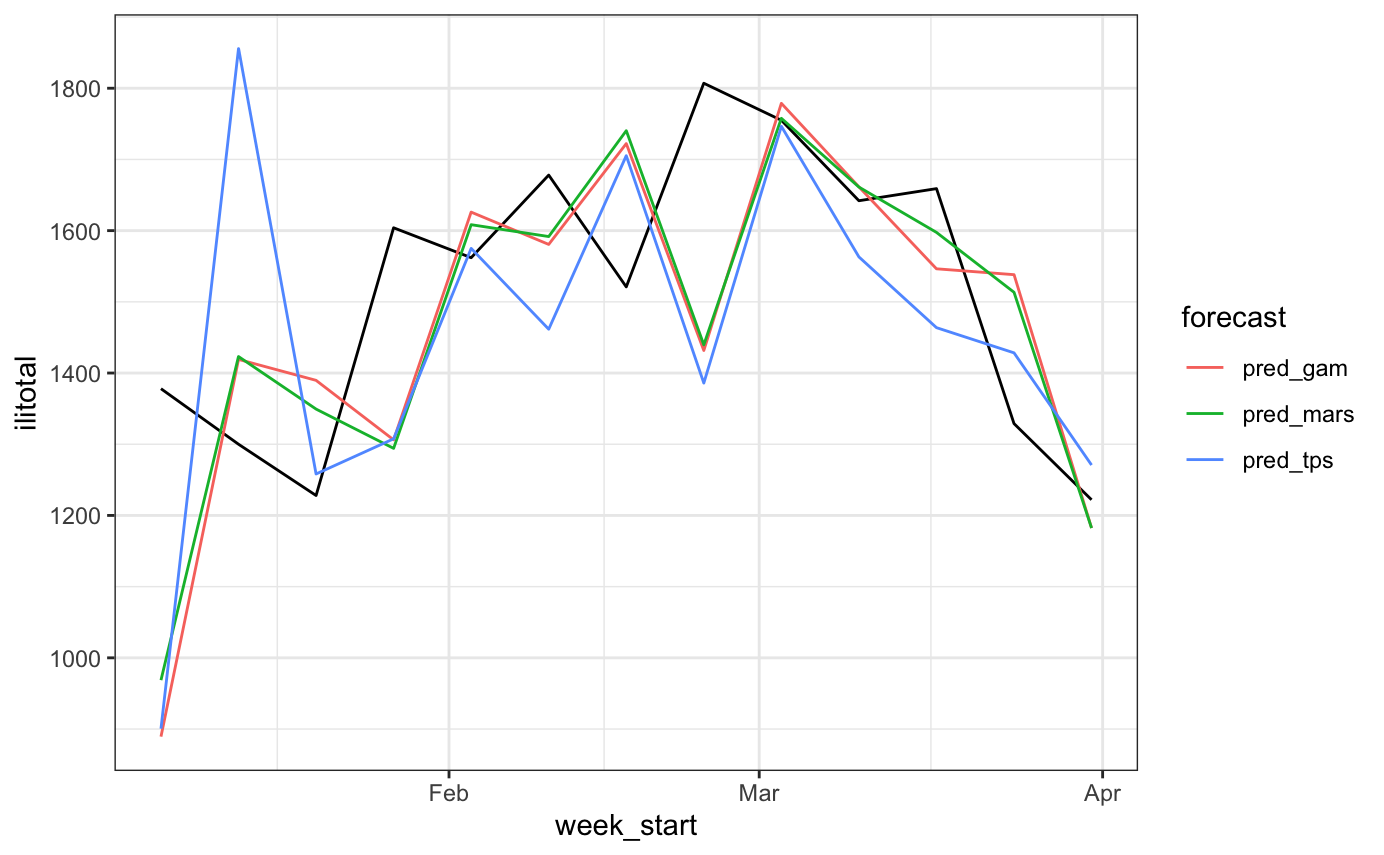 ilitotal
1800
1600
1400
1200
1000
Feb Mar Apr
week_start
forecast
pred_gam
pred_mars
pred_tps